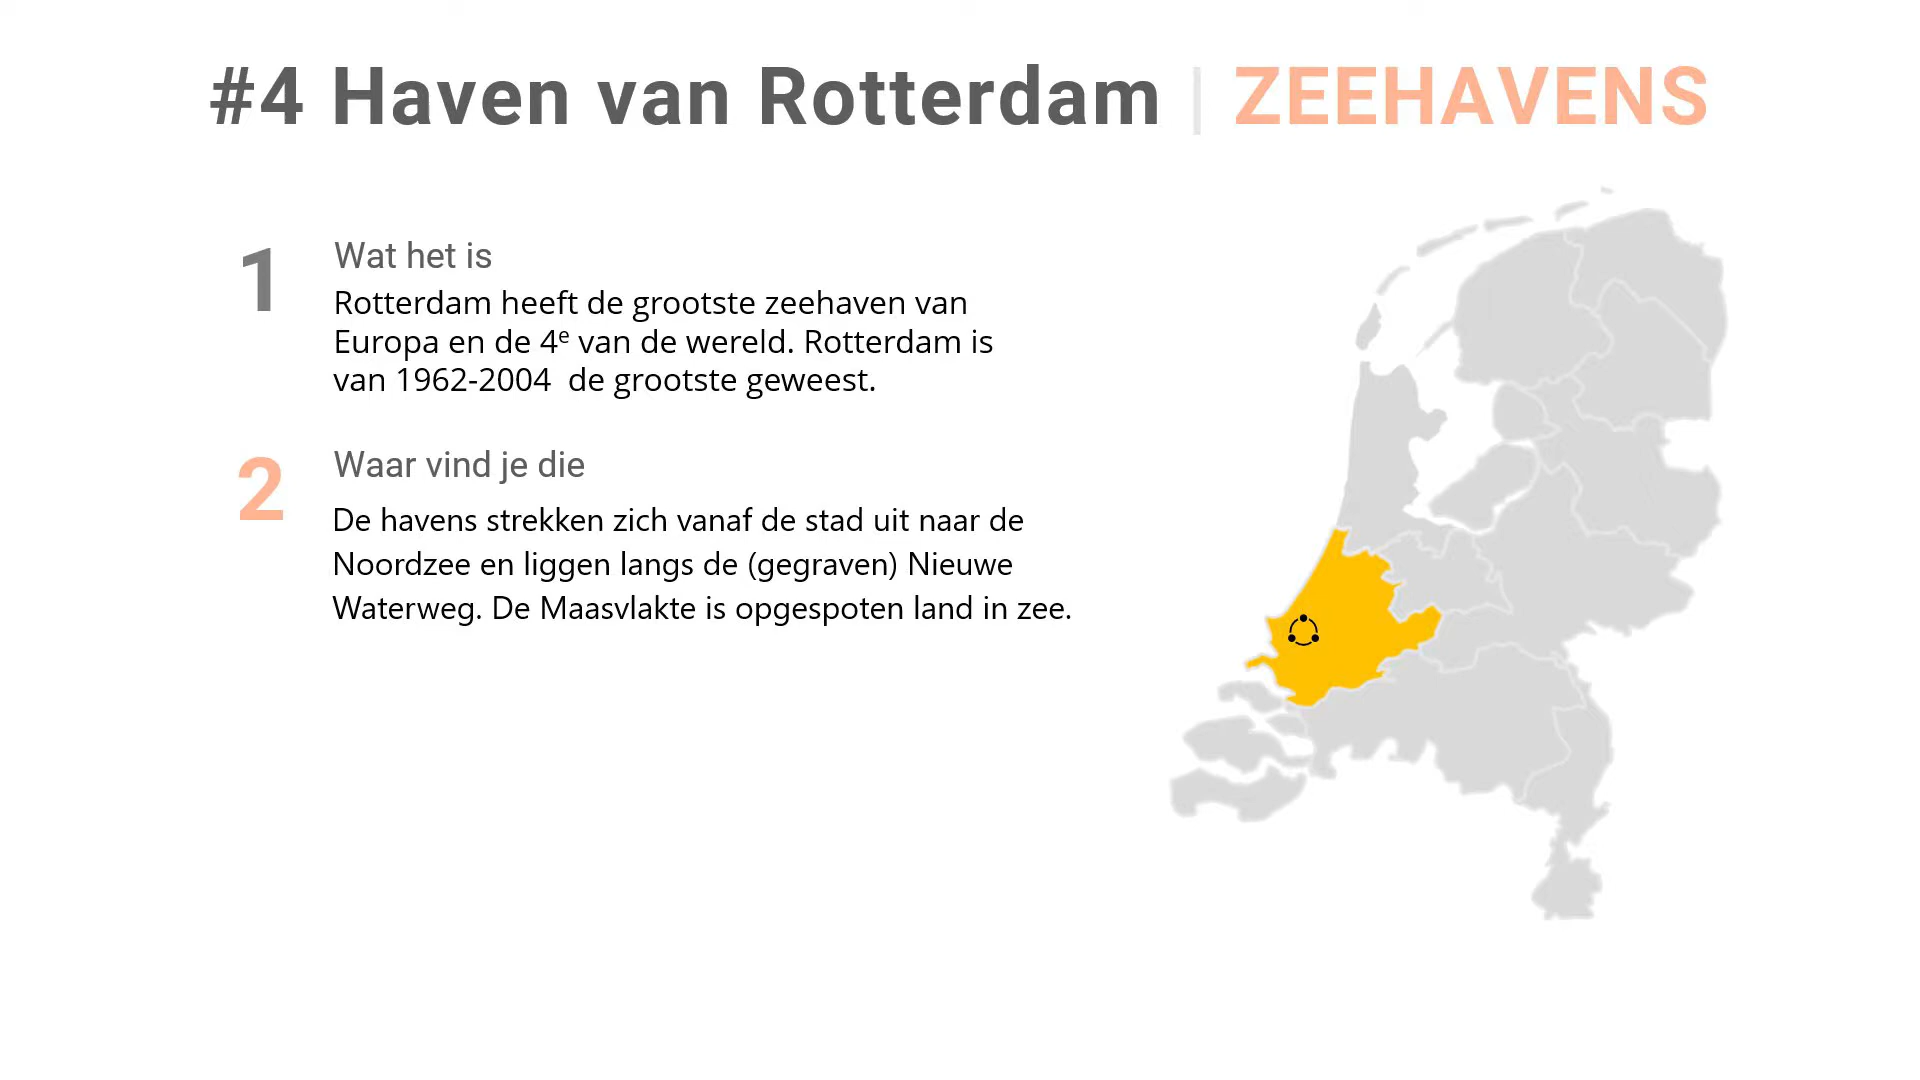 #4 Haven van Rotterdam | ZEEHAVENS
1
Wat het is
Rotterdam heeft de grootste zeehaven van
Europa en de 4e van de wereld. Rotterdam is
van 1962-2004  de grootste geweest.
2
Waar vind je die
De havens strekken zich vanaf de stad uit naar de
Noordzee en liggen langs de (gegraven) Nieuwe
Waterweg. De Maasvlakte is opgespoten land in zee.